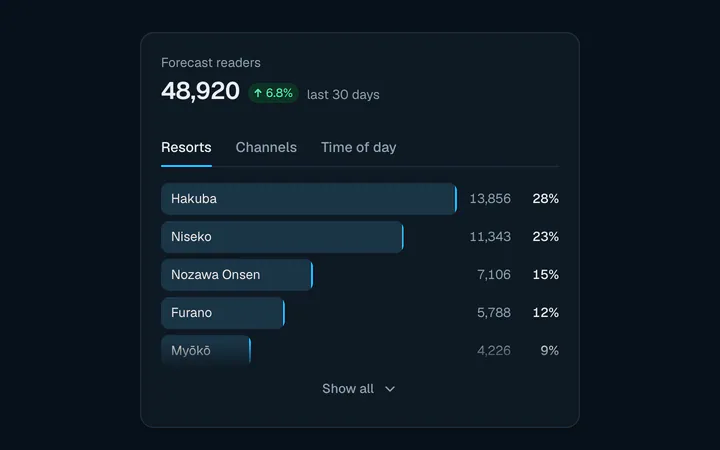 Forecast readers
48,920 ↑ 6.8% last 30 days
Resorts Channels Time of day
Hakuba 13,856 28%
Niseko 11,343 23%
Nozawa Onsen 7,106 15%
Furano 5,788 12%
Myōkō 4,226 9%
Show all